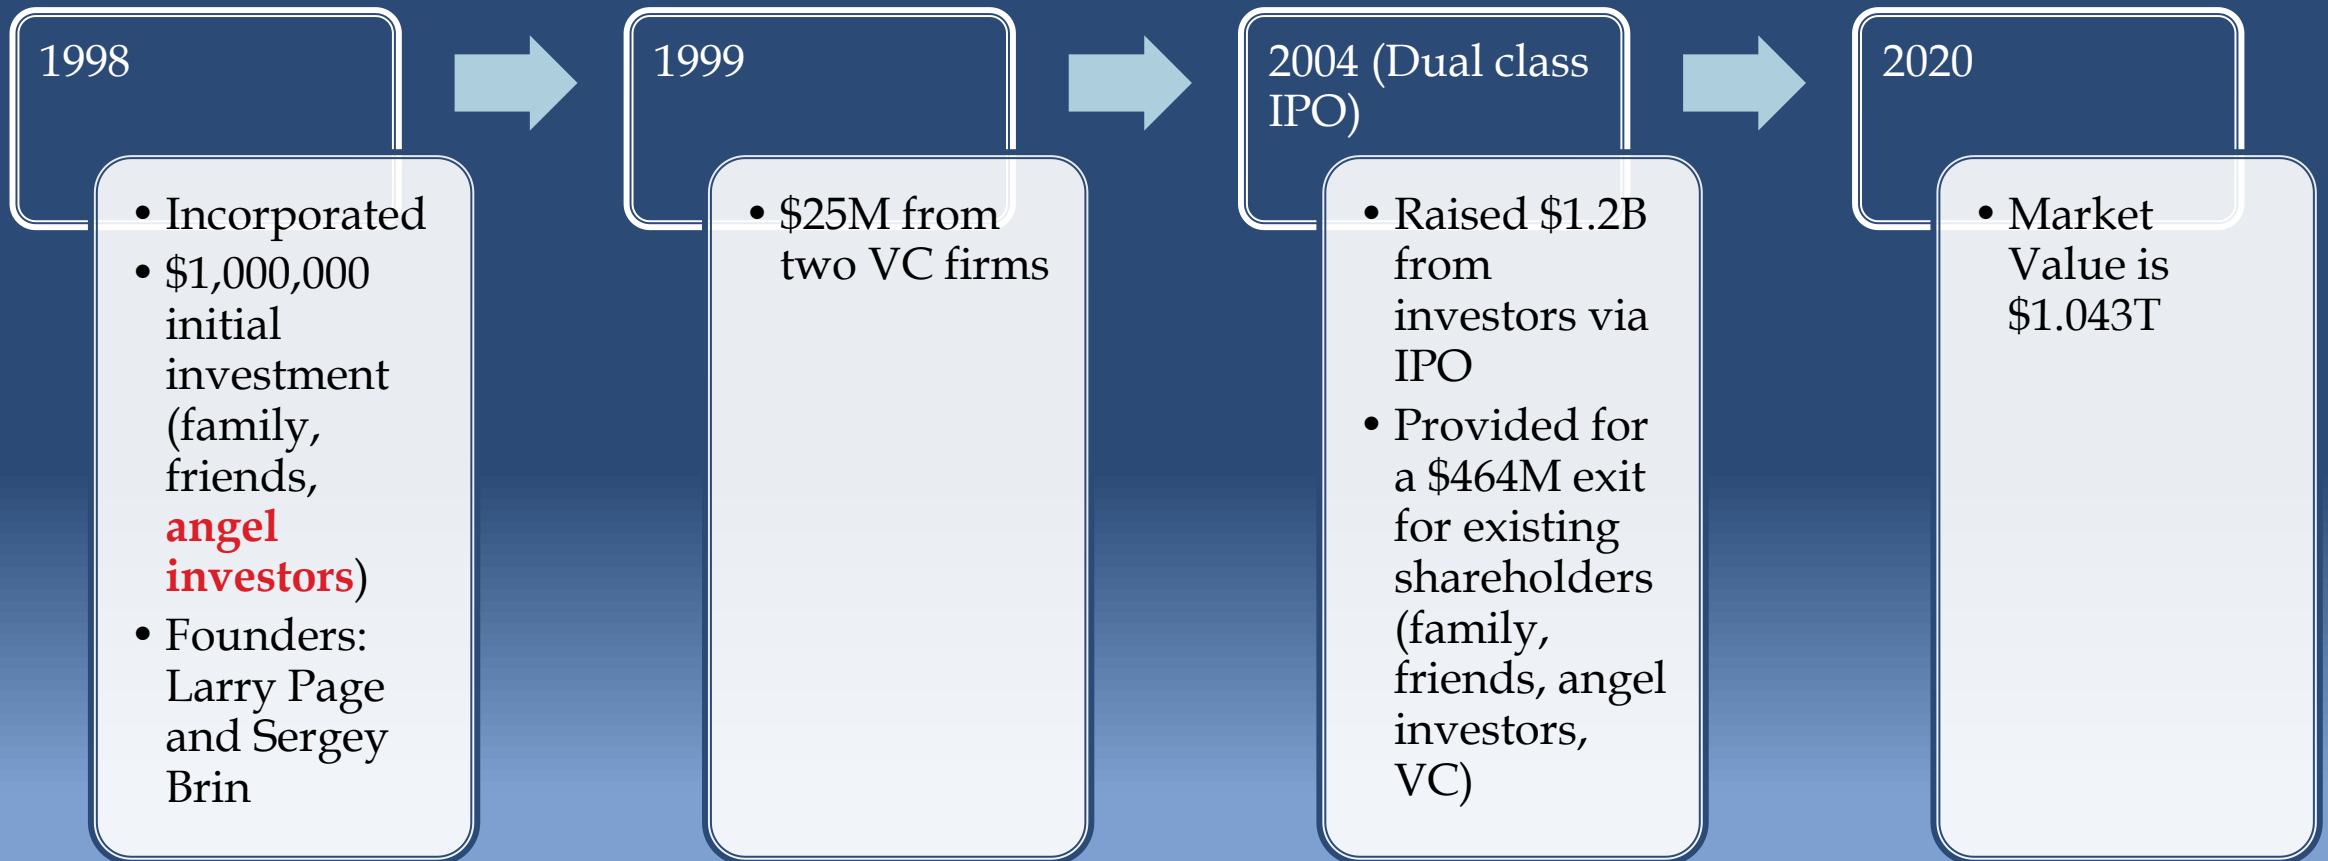 1998
• Incorporated
• $1,000,000
initial
investment
(family,
friends,
angel
investors)
• Founders:
Larry Page
and Sergey
Brin
1999
• $25M from
two VC firms
2004 (Dual class
IPO)
• Raised $1.2B
from
investors via
IPO
• Provided for
a $464M exit
for existing
shareholders
(family,
friends, angel
investors,
VC)
2020
• Market
Value is
$1.043T